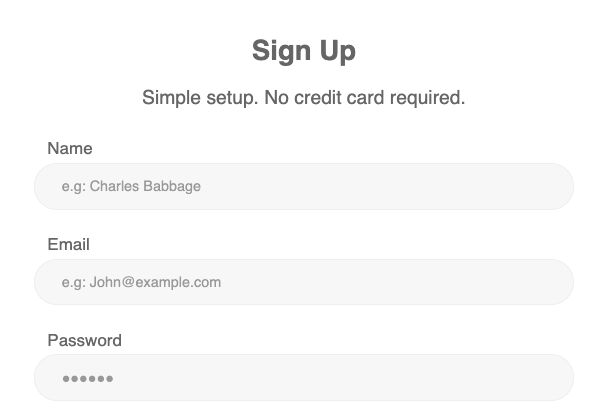 Sign Up
Simple setup. No credit card required.
Name
e.g: Charles Babbage
Email
e.g: John@example.com
Password
●●●●●●